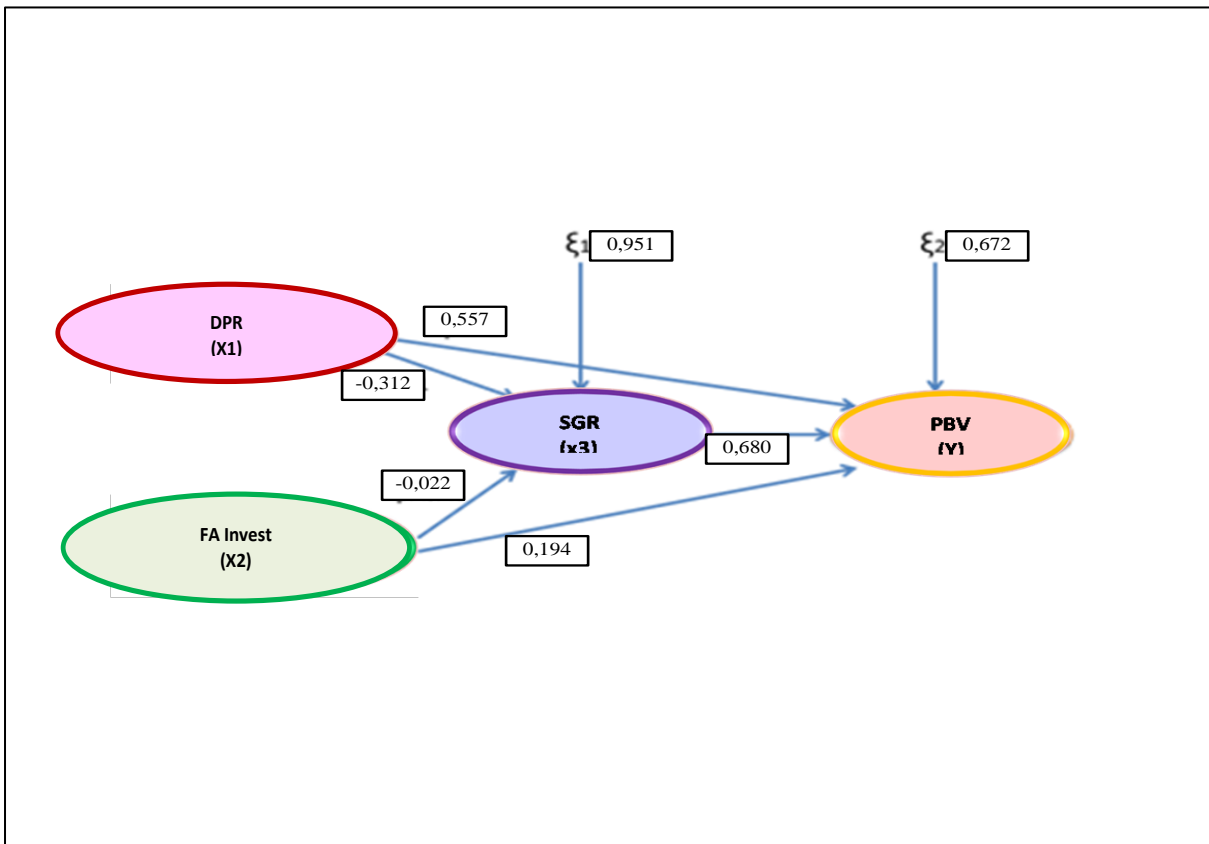 ξ1 0,951
ξ2 0,672
DPR
(X1)
0,557
-0,312
SGR
(x3)
0,680
PBV
(Y)
-0,022
FA Invest
(X2)
0,194